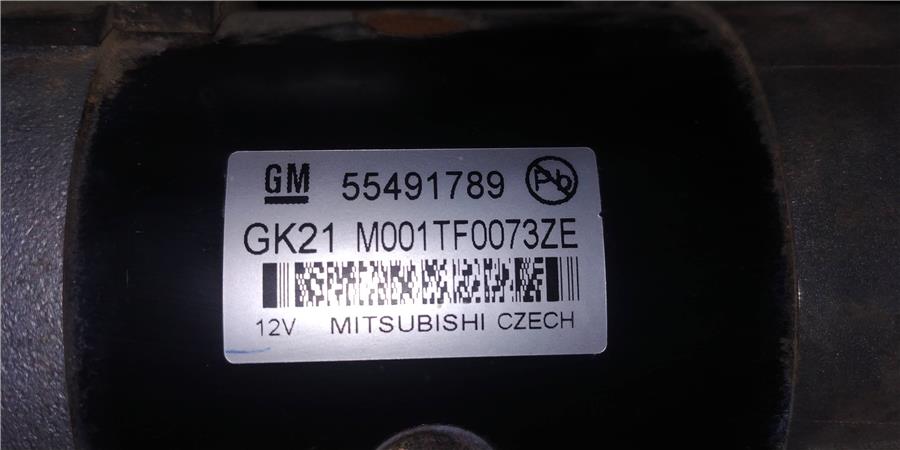 GM 55491789 Pb
GK21 M001TF0073ZE
12V MITSUBISHI CZECH